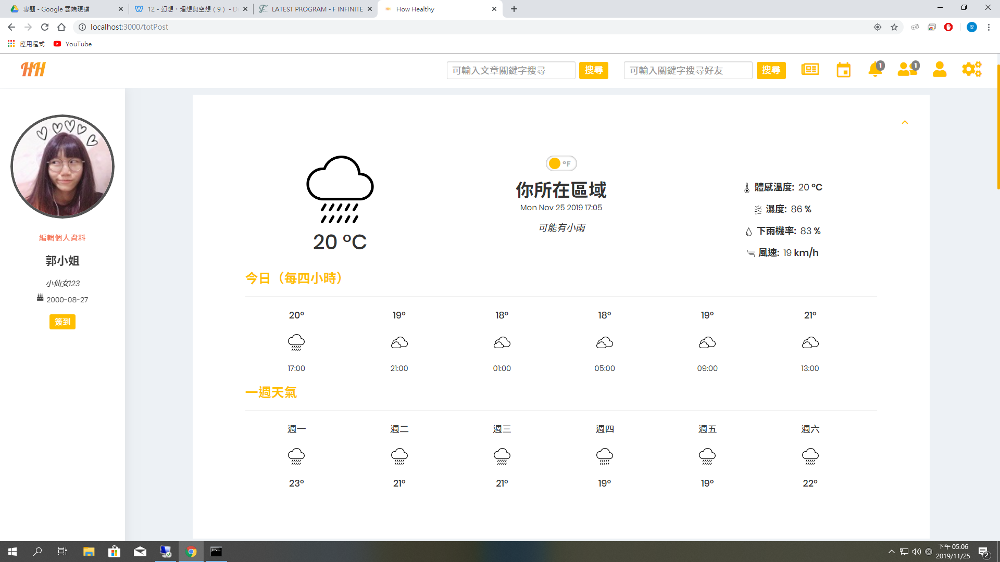 專題 - Google 雲端硬碟
12 - 幻想、理想與空想 ( 9 ) - D
LATEST PROGRAM - F INFINITE
How Healthy
localhost:3000/totPost
安
應用程式
YouTube
HH
可輸入文章關鍵字搜尋
搜尋
可輸入關鍵字搜尋好友
搜尋
1
1
編輯個人資料
郭小姐
小仙女123
2000-08-27
簽到
20 °C
°F
你所在區域
Mon Nov 25 2019 17:05
可能有小雨
體感溫度: 20 °C
濕度: 86 %
下雨機率: 83 %
風速: 19 km/h
今日（每四小時）
20° 19° 18° 18° 19° 21°
17:00 21:00 01:00 05:00 09:00 13:00
一週天氣
週一 週二 週三 週四 週五 週六
23° 21° 21° 19° 19° 22°
下午 05:06
2019/11/25
2